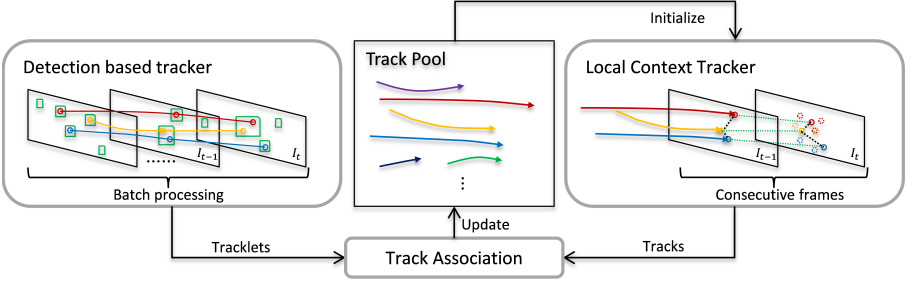 Initialize
Detection based tracker
Track Pool
Local Context Tracker
I_{t-1}
I_t
I_{t-1}
I_t
......
Batch processing
Consecutive frames
Tracklets
Update
Tracks
Track Association